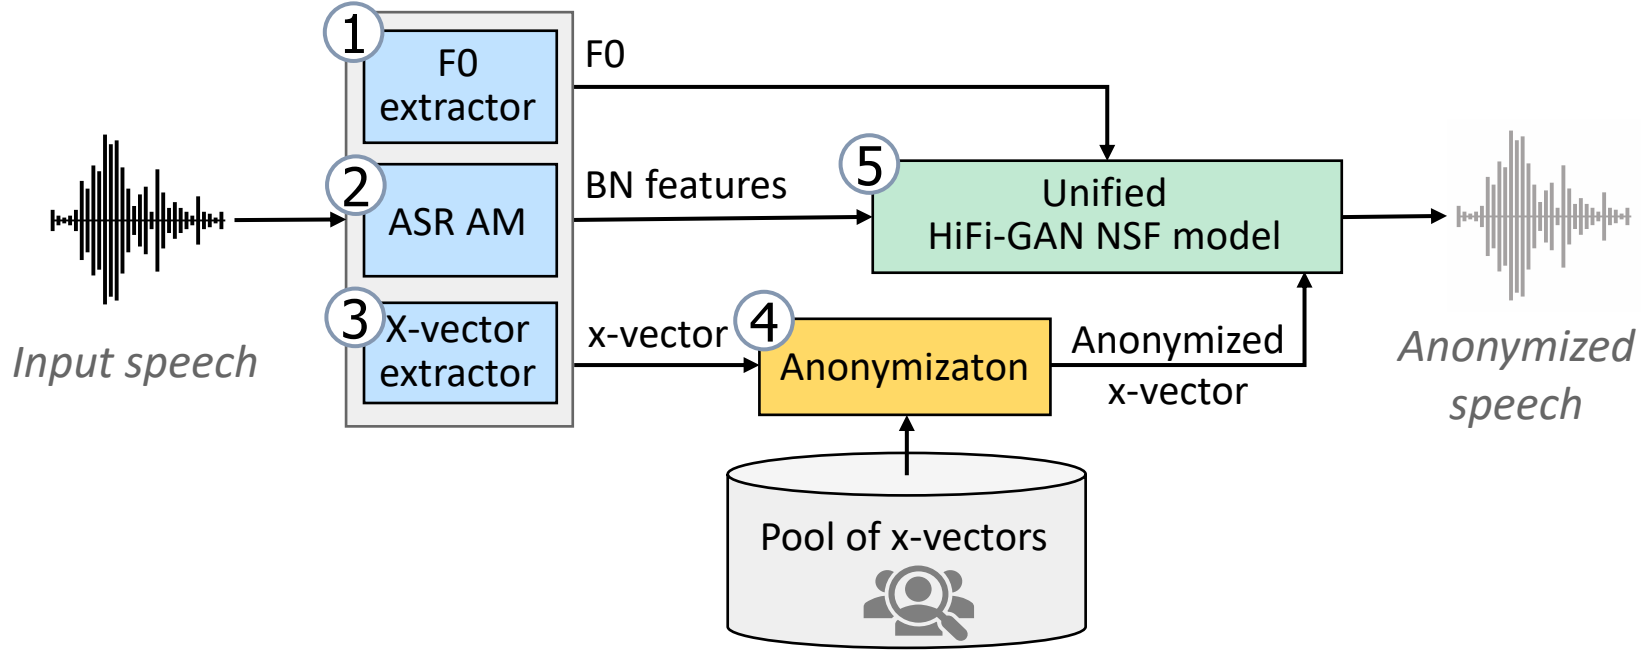 1
F0
extractor
F0
2
ASR AM
BN features
5
Unified
HiFi-GAN NSF model
3
X-vector
extractor
x-vector
4
Anonymizaton
Anonymized
x-vector
Input speech
Anonymized
speech
Pool of x-vectors